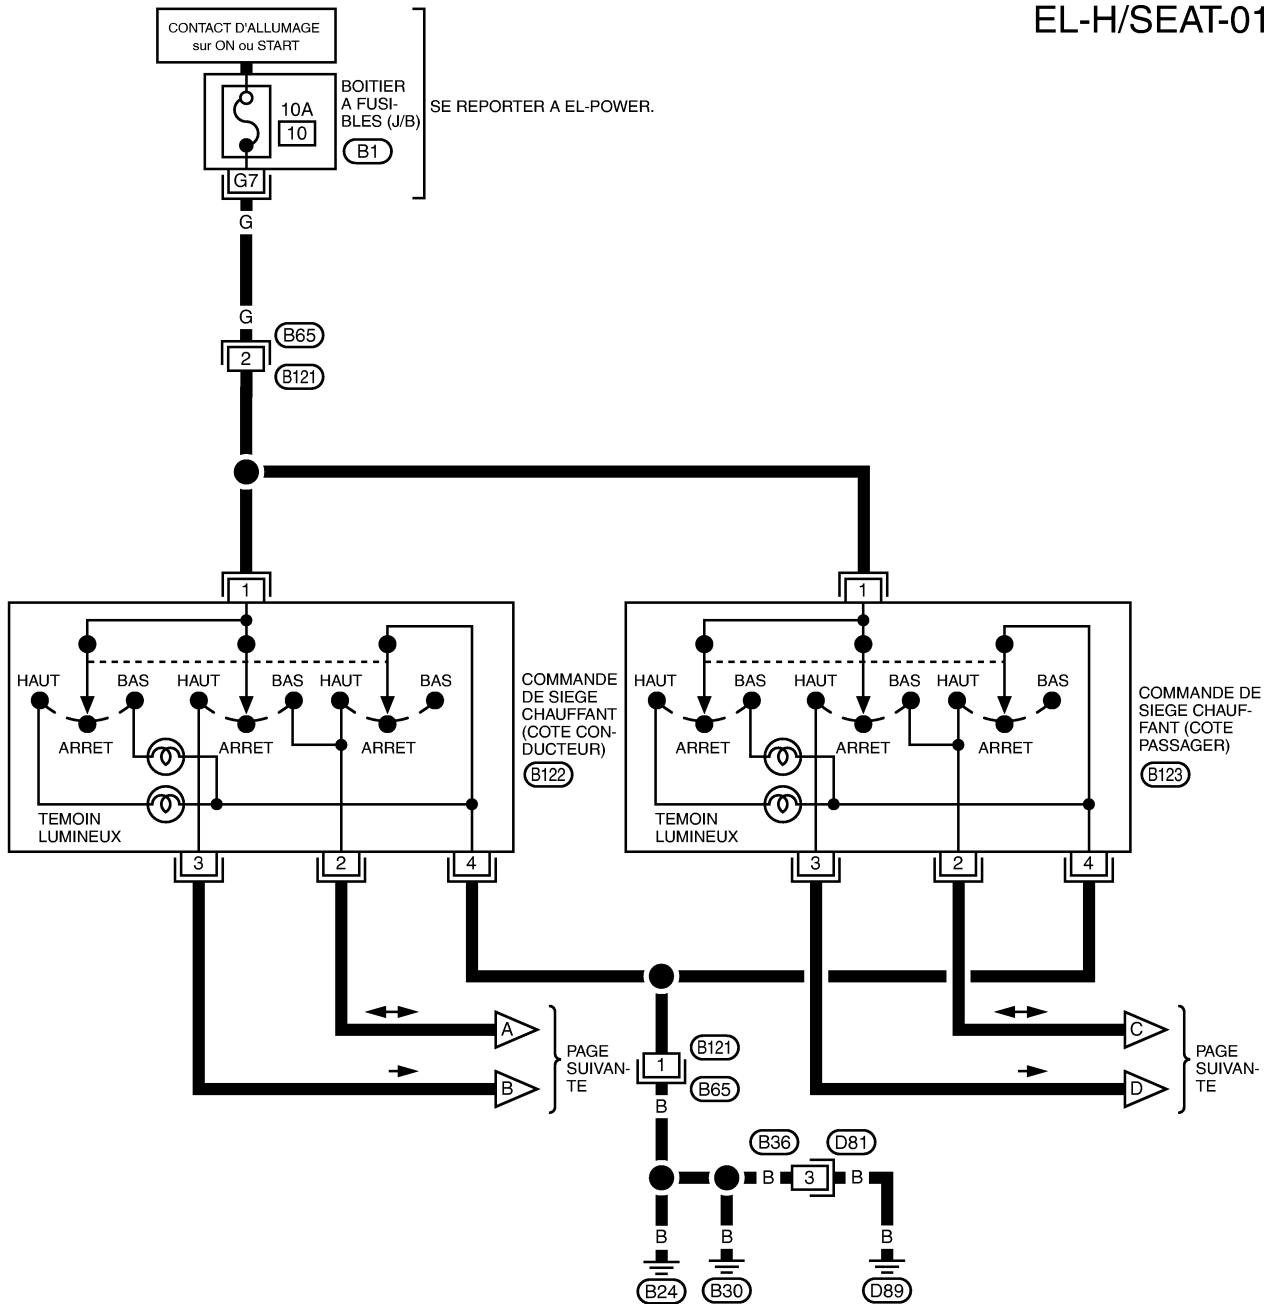 EL-H/SEAT-01
CONTACT D'ALLUMAGE
sur ON ou START
10A
10
BOITIER
A FUSI-
BLES (J/B)
B1
SE REPORTER A EL-POWER.
G7
G
G
B65
2
B121
1
1
HAUT
BAS
HAUT
BAS
HAUT
BAS
ARRET
ARRET
ARRET
TEMOIN
LUMINEUX
COMMANDE
DE SIEGE
CHAUFFANT
(COTE CON-
DUCTEUR)
B122
HAUT
BAS
HAUT
BAS
HAUT
BAS
ARRET
ARRET
ARRET
TEMOIN
LUMINEUX
COMMANDE DE
SIEGE CHAUF-
FANT (COTE
PASSAGER)
B123
3
2
4
3
2
4
A
B
PAGE
SUIVAN-
TE
B121
1
B65
B
C
D
PAGE
SUIVAN-
TE
B36
D81
B
3
B
B
B
B
B24
B30
D89